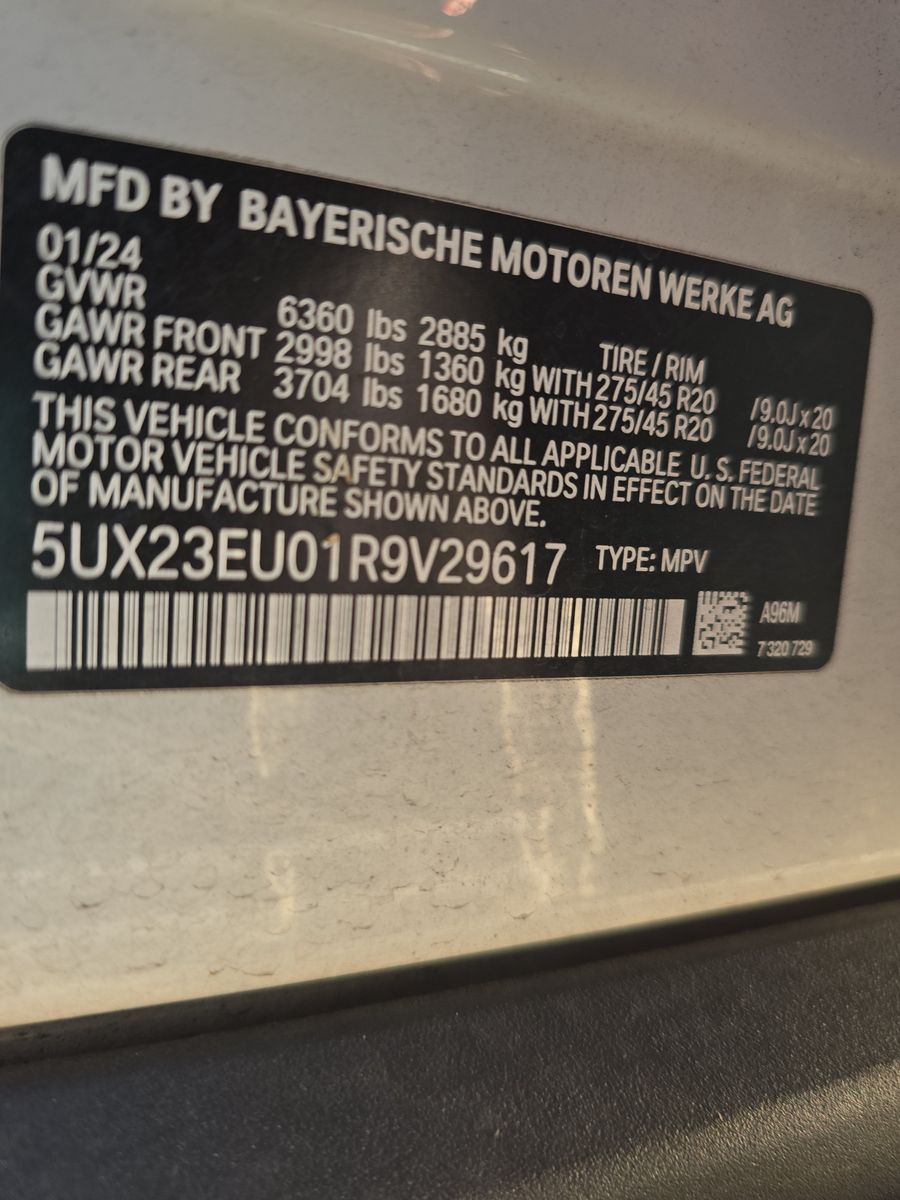 MFD BY BAYERISCHE MOTOREN WERKE AG
01/24
GVWR 6360 lbs 2885 kg TIRE / RIM
GAWR FRONT 2998 lbs 1360 kg WITH 275/45 R20 /9.0J x 20
GAWR REAR 3704 lbs 1680 kg WITH 275/45 R20 /9.0J x 20
THIS VEHICLE CONFORMS TO ALL APPLICABLE U. S. FEDERAL
MOTOR VEHICLE SAFETY STANDARDS IN EFFECT ON THE DATE
OF MANUFACTURE SHOWN ABOVE.
5UX23EU01R9V29617 TYPE: MPV
A96M
7 320 729